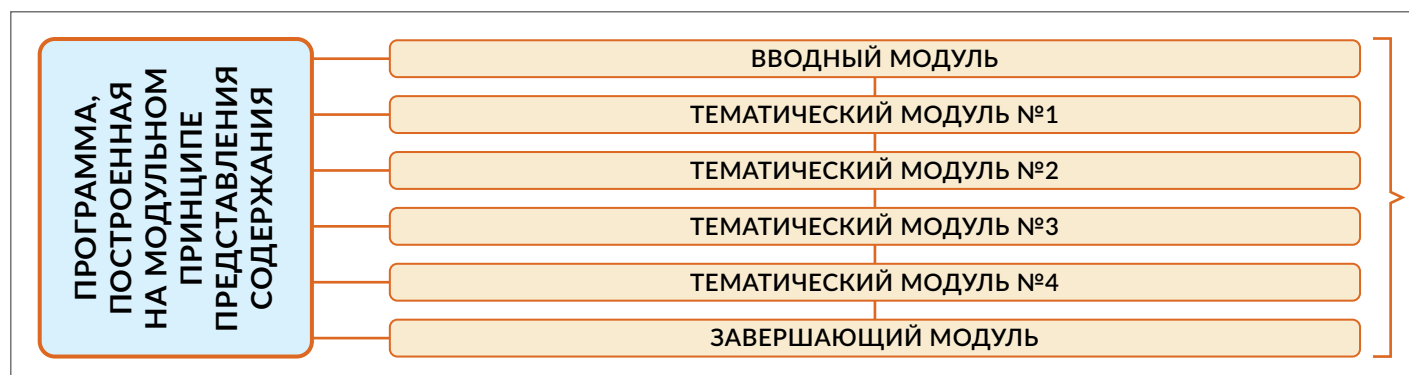 ПРОГРАММА,
ПОСТРОЕННАЯ
НА МОДУЛЬНОМ
ПРИНЦИПЕ
ПРЕДСТАВЛЕНИЯ
СОДЕРЖАНИЯ
ВВОДНЫЙ МОДУЛЬ
ТЕМАТИЧЕСКИЙ МОДУЛЬ №1
ТЕМАТИЧЕСКИЙ МОДУЛЬ №2
ТЕМАТИЧЕСКИЙ МОДУЛЬ №3
ТЕМАТИЧЕСКИЙ МОДУЛЬ №4
ЗАВЕРШАЮЩИЙ МОДУЛЬ